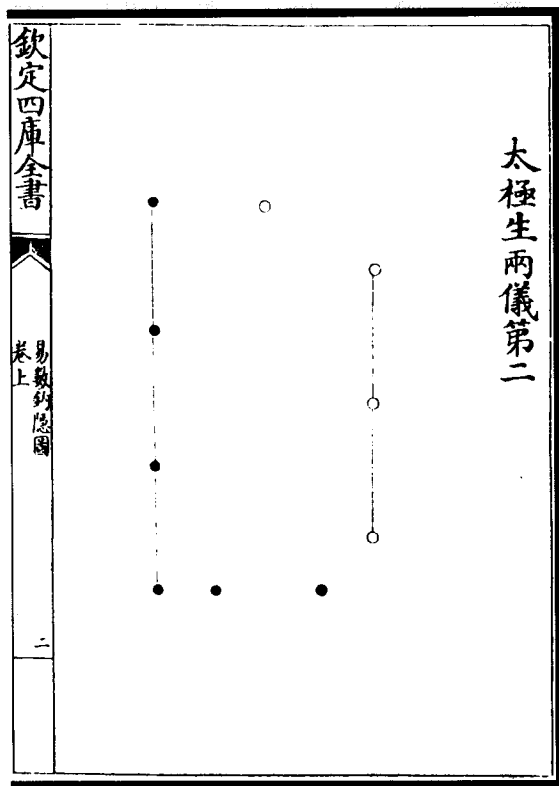 太極生兩儀第二
欽定四庫全書
易數鈎隱圖
卷上
二